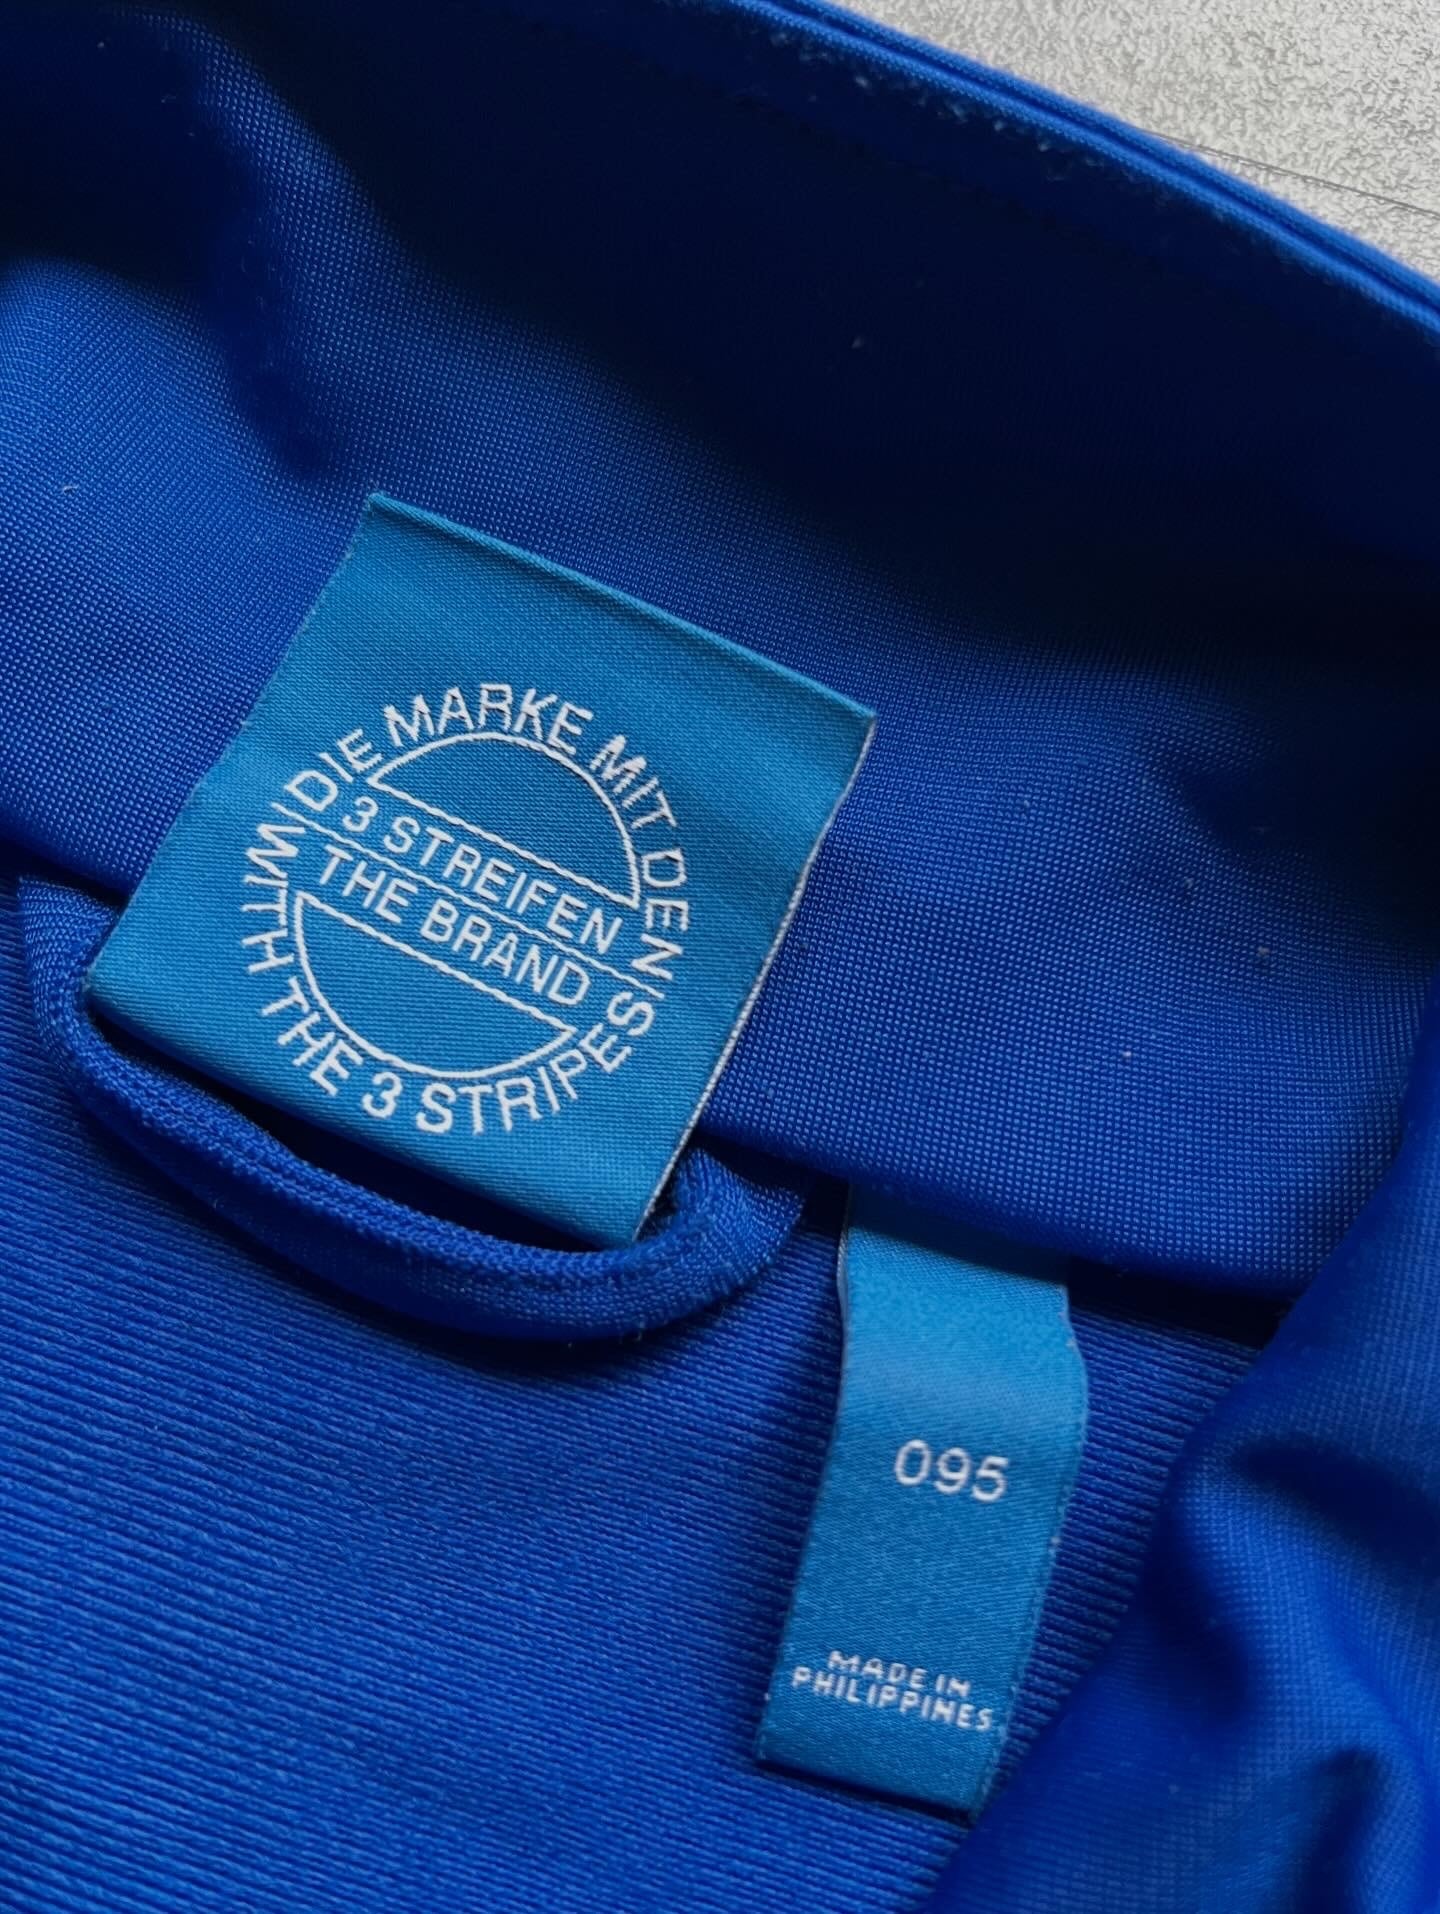 DIE MARKE MIT DEN
3 STREIFEN
THE BRAND
WITH THE 3 STRIPES
095
MADE IN
PHILIPPINES